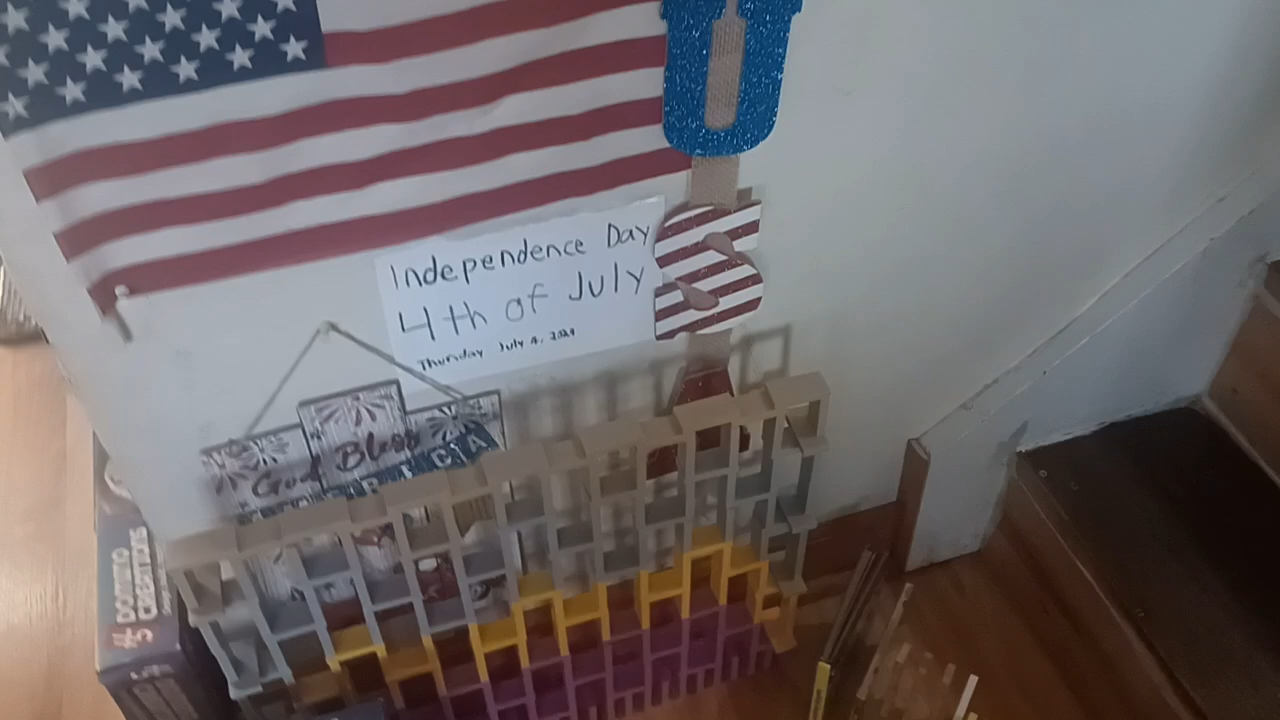 Independence Day
4th of July
Thursday July 4, 2024
God Bless
DOMINO
CREATIONS